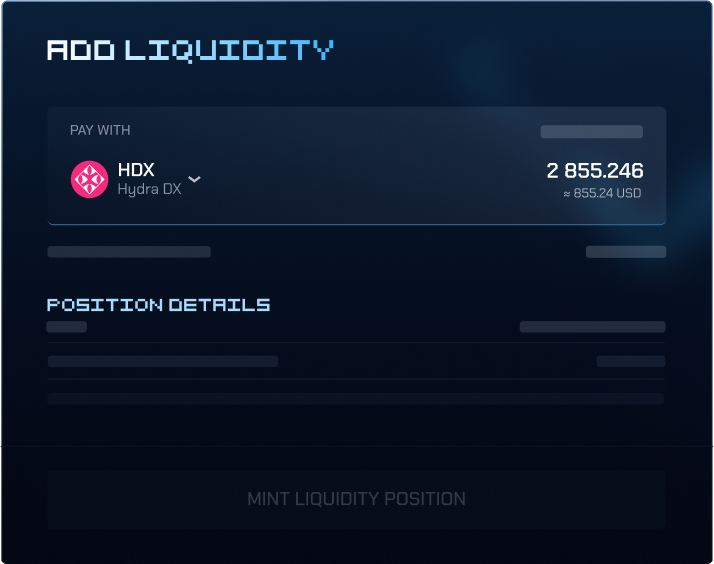 ADD LIQUIDITY
PAY WITH
HDX
Hydra DX
2 855.246
≈ 855.24 USD
POSITION DETAILS
MINT LIQUIDITY POSITION